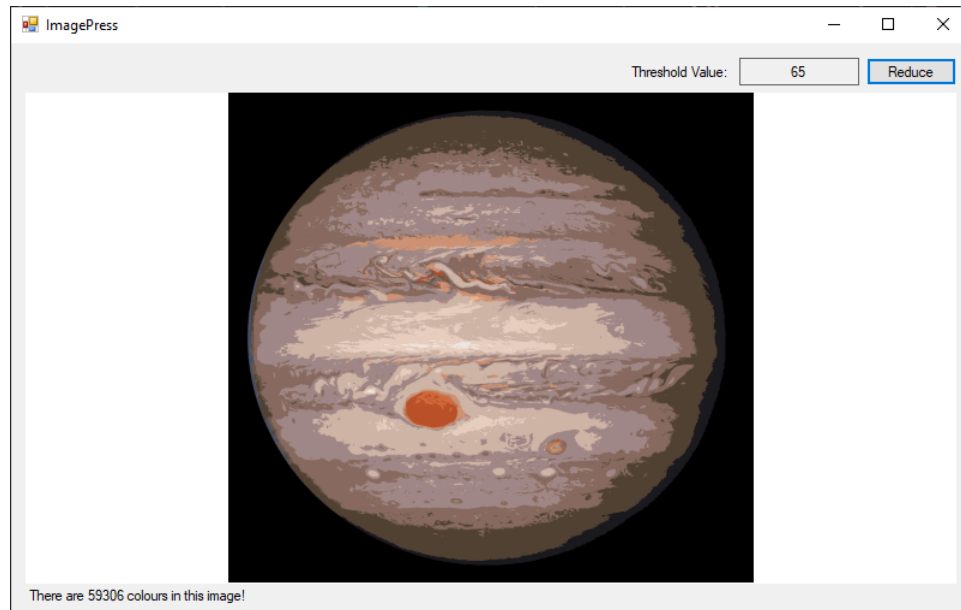 ImagePress
Threshold Value: 65 Reduce
There are 59306 colours in this image!